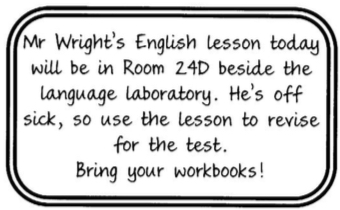 Mr Wright's English lesson today
will be in Room 24D beside the
language laboratory. He's off
sick, so use the lesson to revise
for the test.
Bring your workbooks!